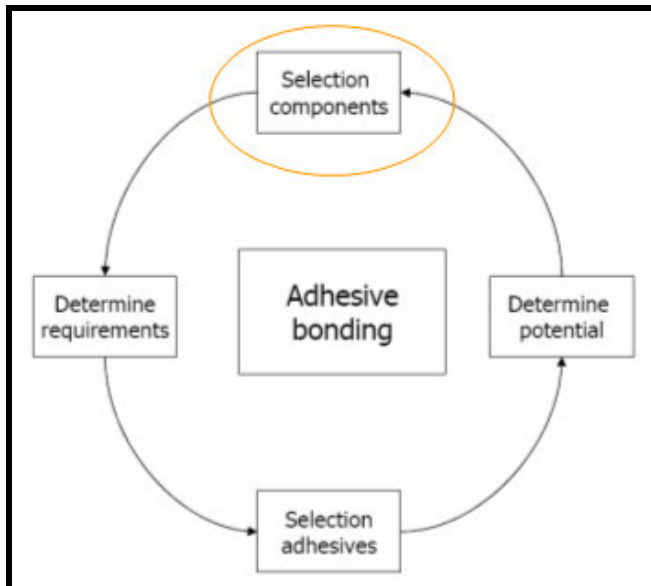 Selection
components
Determine
requirements
Adhesive
bonding
Determine
potential
Selection
adhesives